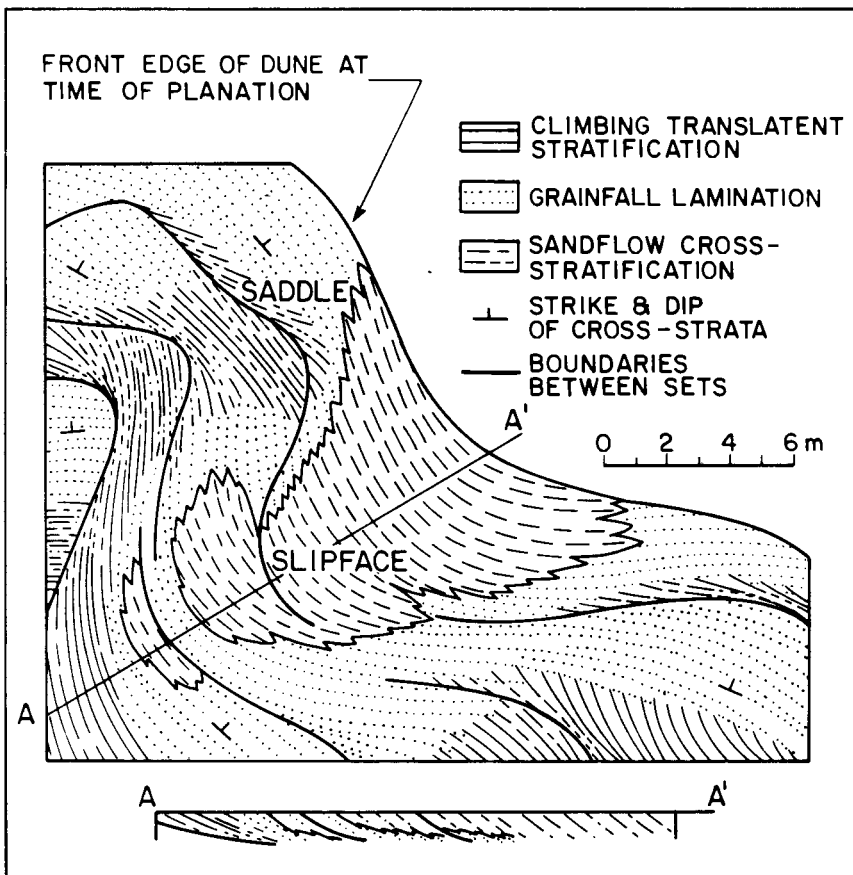 FRONT EDGE OF DUNE AT
TIME OF PLANATION
CLIMBING TRANSLATENT
STRATIFICATION
GRAINFALL LAMINATION
SANDFLOW CROSS-
STRATIFICATION
STRIKE & DIP
OF CROSS-STRATA
BOUNDARIES
BETWEEN SETS
SADDLE
A'
0 2 4 6 m
SLIPFACE
A
A A'